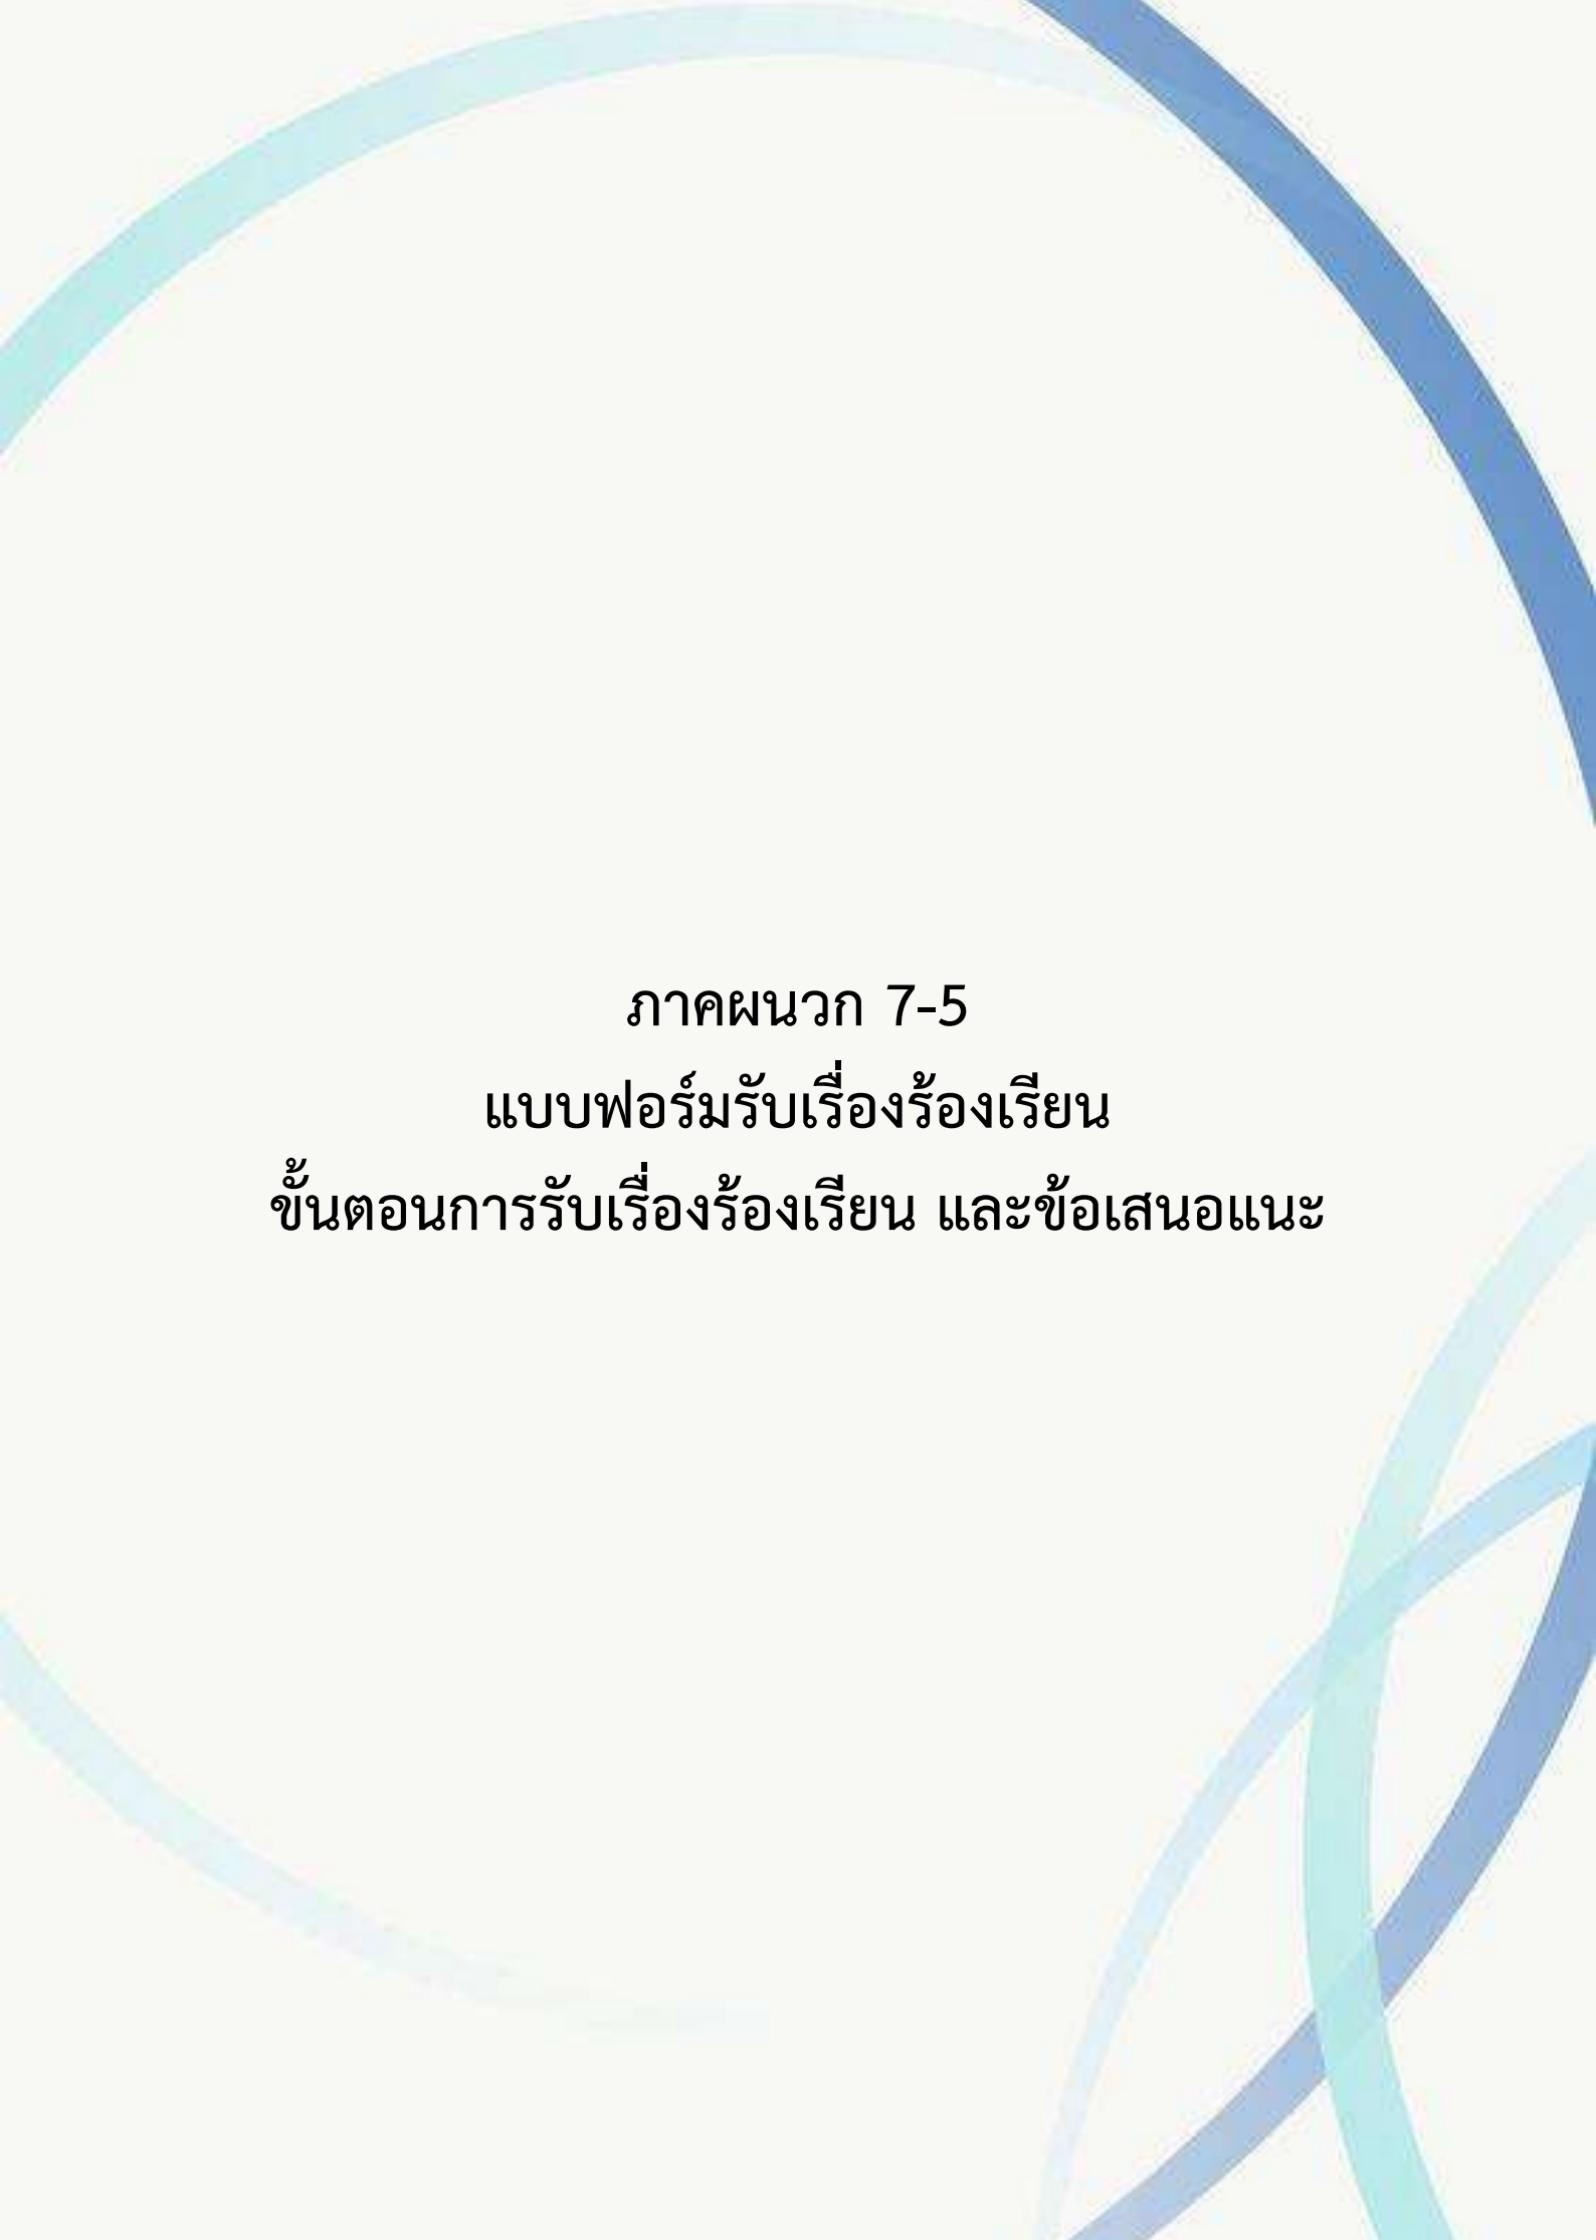 ภาคผนวก 7-5
แบบฟอร์มรับเรื่องร้องเรียน
ขั้นตอนการรับเรื่องร้องเรียน และข้อเสนอแนะ